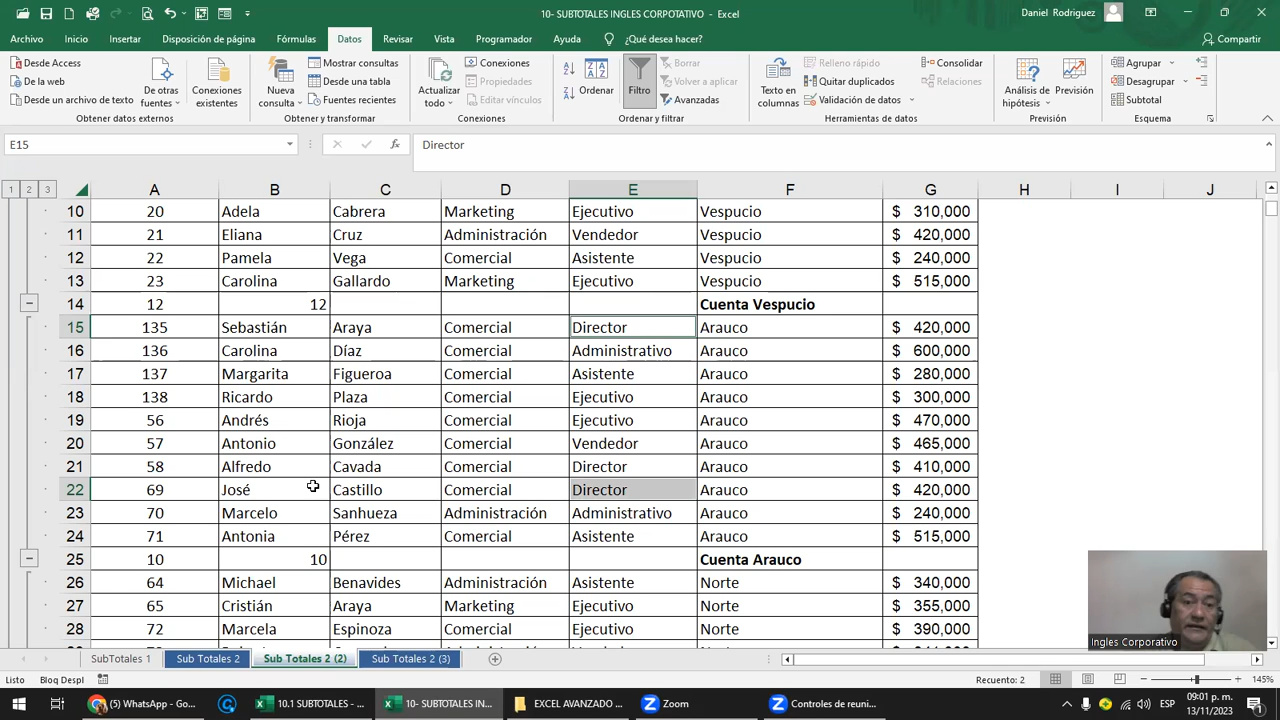 10- SUBTOTALES INGLES CORPOTATIVO - Excel
Daniel Rodriguez
Archivo Inicio Insertar Disposición de página Fórmulas Datos Revisar Vista Programador Ayuda ¿Qué desea hacer? Compartir
Desde Access
De la web
Desde un archivo de texto
De otras fuentes
Conexiones existentes
Obtener datos externos
Nueva consulta
Mostrar consultas
Desde una tabla
Fuentes recientes
Obtener y transformar
Actualizar todo
Conexiones
Propiedades
Editar vínculos
Conexiones
Ordenar
Filtro
Borrar
Volver a aplicar
Avanzadas
Ordenar y filtrar
Texto en columnas
Relleno rápido
Quitar duplicados
Validación de datos
Consolidar
Relaciones
Herramientas de datos
Análisis de hipótesis
Previsión
Previsión
Agrupar
Desagrupar
Subtotal
Esquema
E15 fx Director
1 2 3 A B C D E F G H I J
10 20 Adela Cabrera Marketing Ejecutivo Vespucio $ 310,000
11 21 Eliana Cruz Administración Vendedor Vespucio $ 420,000
12 22 Pamela Vega Comercial Asistente Vespucio $ 240,000
13 23 Carolina Gallardo Marketing Ejecutivo Vespucio $ 515,000
14 12 12 Cuenta Vespucio
15 135 Sebastián Araya Comercial Director Arauco $ 420,000
16 136 Carolina Díaz Comercial Administrativo Arauco $ 600,000
17 137 Margarita Figueroa Comercial Asistente Arauco $ 280,000
18 138 Ricardo Plaza Comercial Ejecutivo Arauco $ 300,000
19 56 Andrés Rioja Comercial Ejecutivo Arauco $ 470,000
20 57 Antonio González Comercial Vendedor Arauco $ 465,000
21 58 Alfredo Cavada Comercial Director Arauco $ 410,000
22 69 José Castillo Comercial Director Arauco $ 420,000
23 70 Marcelo Sanhueza Administración Administrativo Arauco $ 240,000
24 71 Antonia Pérez Comercial Asistente Arauco $ 515,000
25 10 10 Cuenta Arauco
26 64 Michael Benavides Administración Asistente Norte $ 340,000
27 65 Cristián Araya Marketing Ejecutivo Norte $ 355,000
28 72 Marcela Espinoza Comercial Ejecutivo Norte $ 390,000
Ingles Corporativo
SubTotales 1 Sub Totales 2 Sub Totales 2 (2) Sub Totales 2 (3)
Listo Bloq Despl Recuento: 2 145%
(5) WhatsApp - Go... 10.1 SUBTOTALES - ... 10- SUBTOTALES IN... EXCEL AVANZADO ... Zoom Controles de reuni... ESP 09:01 p. m.
13/11/2023